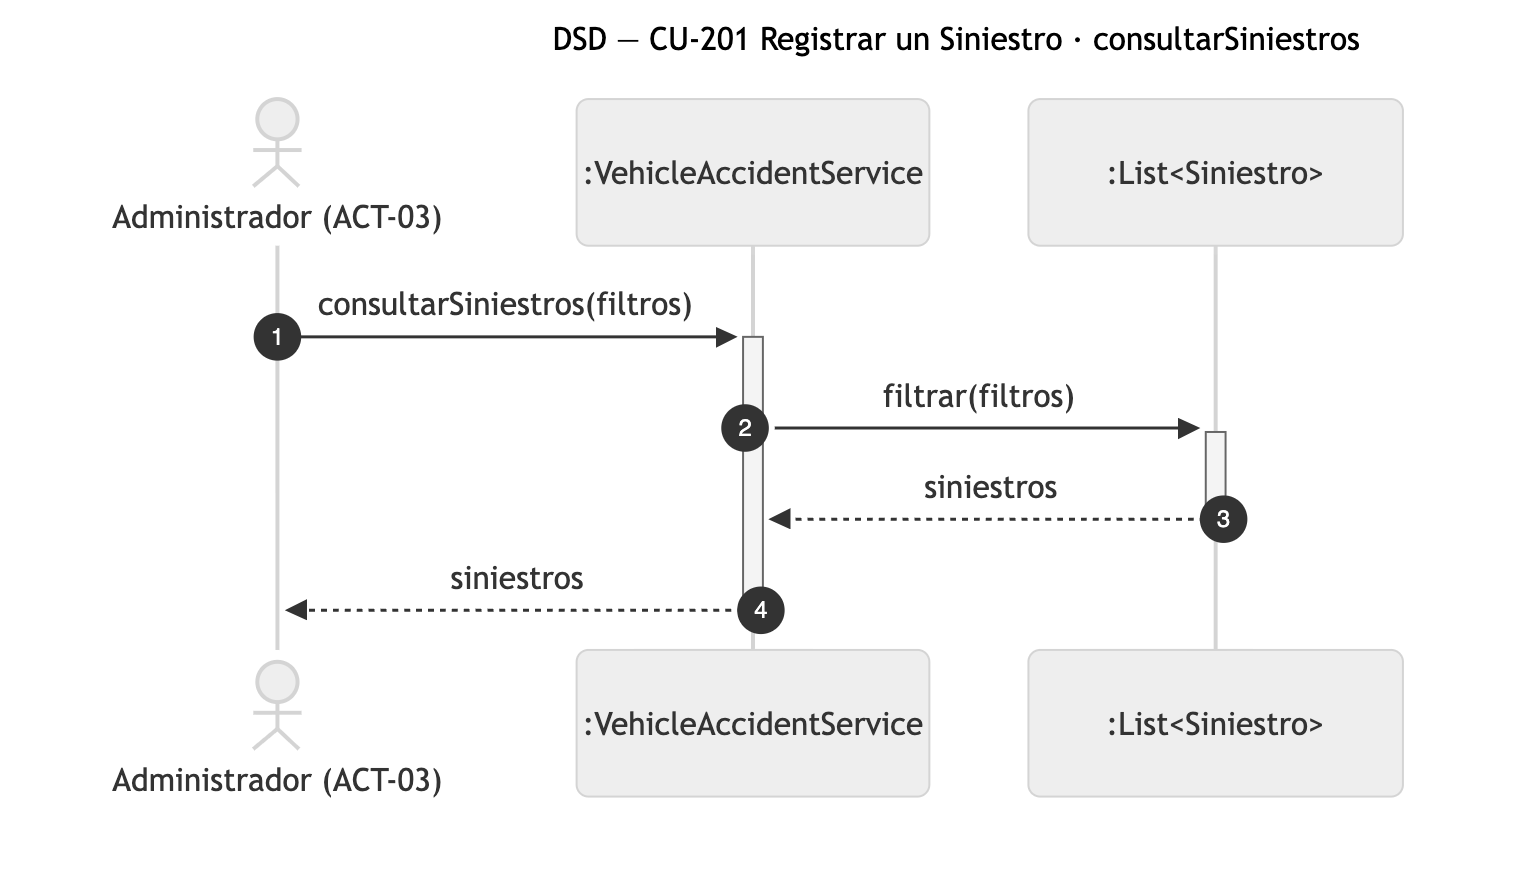 DSD — CU-201 Registrar un Siniestro · consultarSiniestros
Administrador (ACT-03)
:VehicleAccidentService
:List<Siniestro>
consultarSiniestros(filtros)
1
filtrar(filtros)
2
siniestros
3
siniestros
4
Administrador (ACT-03)
:VehicleAccidentService
:List<Siniestro>